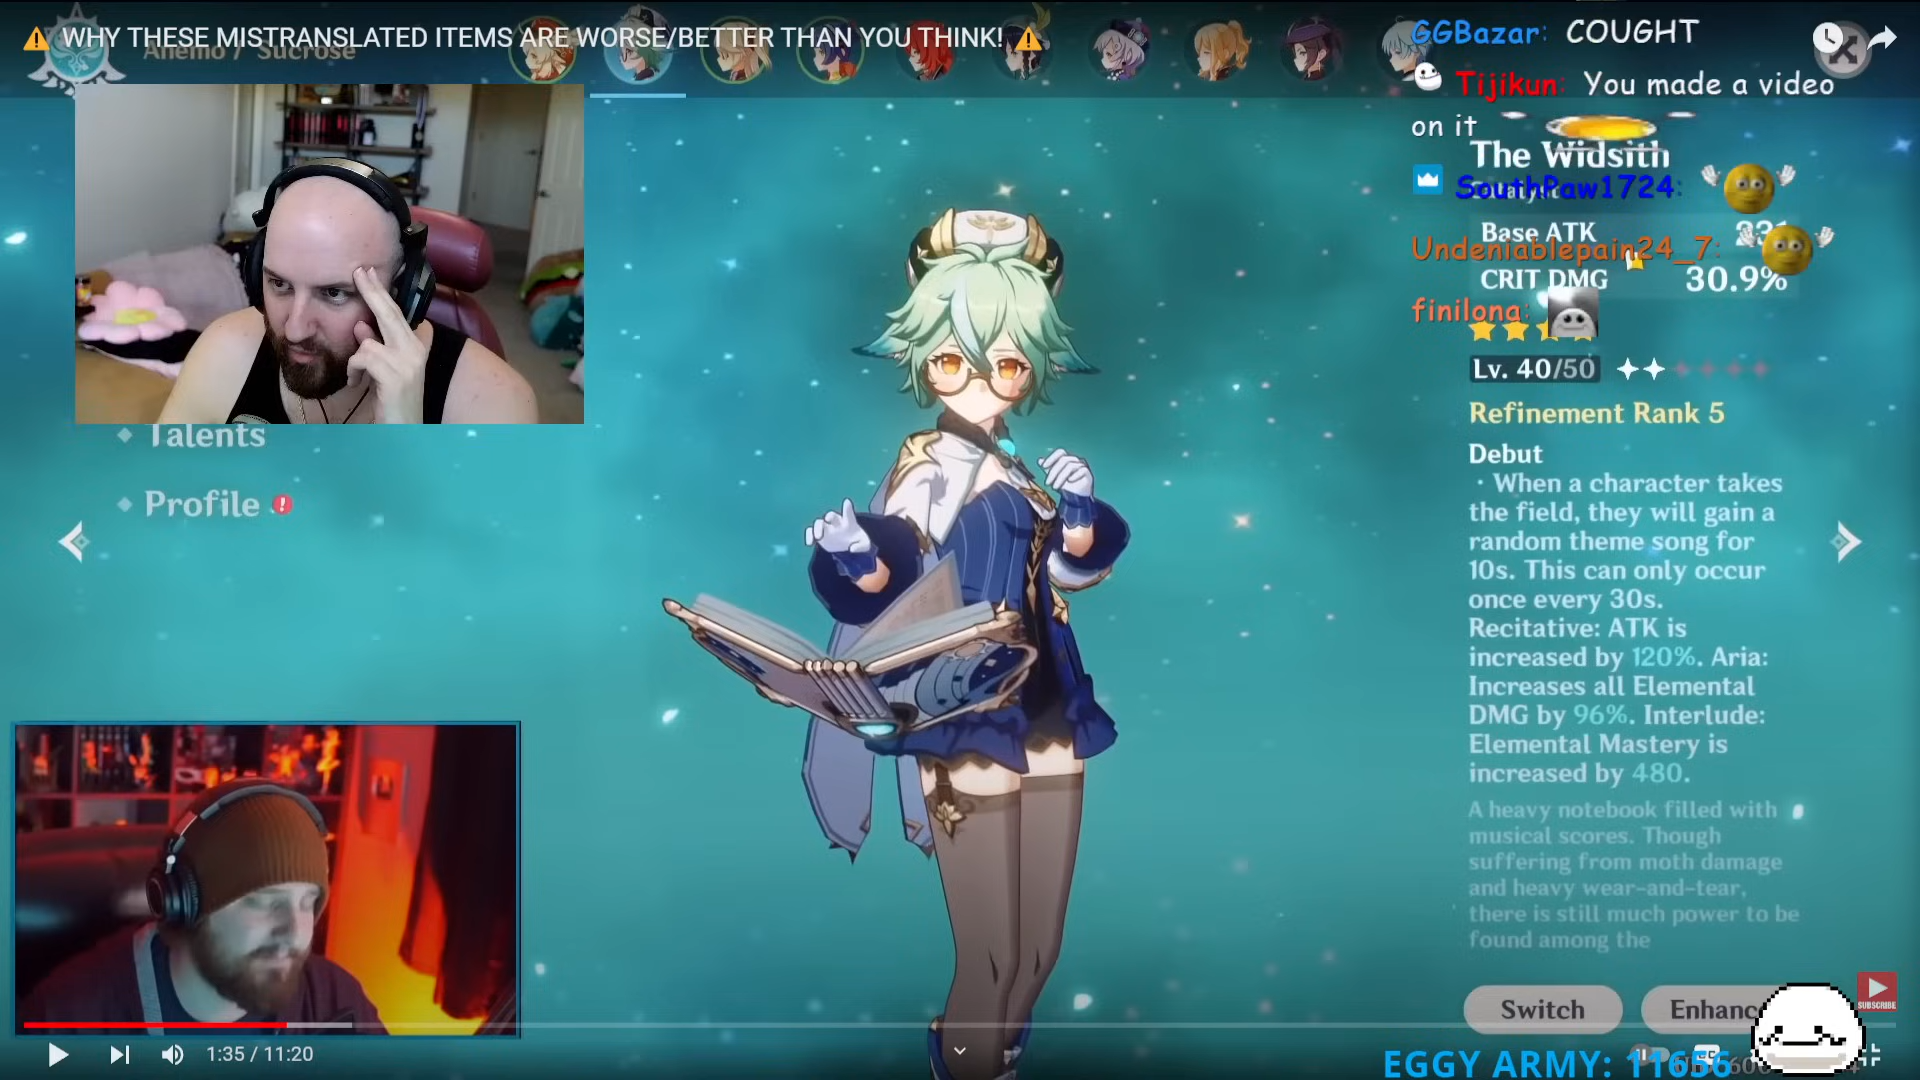 WHY THESE MISTRANSLATED ITEMS ARE WORSE/BETTER THAN YOU THINK!
Anemo / Sucrose
GGBazar: COUGHT
Tijikun: You made a video
on it
The Widsith
SouthPaw1724:
Base ATK
Undeniablepain24_7:
CRIT DMG 30.9%
finilona:
Lv. 40/50
Refinement Rank 5
Talents
Profile
Debut
· When a character takes
the field, they will gain a
random theme song for
10s. This can only occur
once every 30s.
Recitative: ATK is
increased by 120%. Aria:
Increases all Elemental
DMG by 96%. Interlude:
Elemental Mastery is
increased by 480.
A heavy notebook filled with
musical scores. Though
suffering from moth damage
and heavy wear-and-tear,
there is still much power to be
found among the
Switch
SUBSCRIBE
1:35 / 11:20
EGGY ARMY: 11656